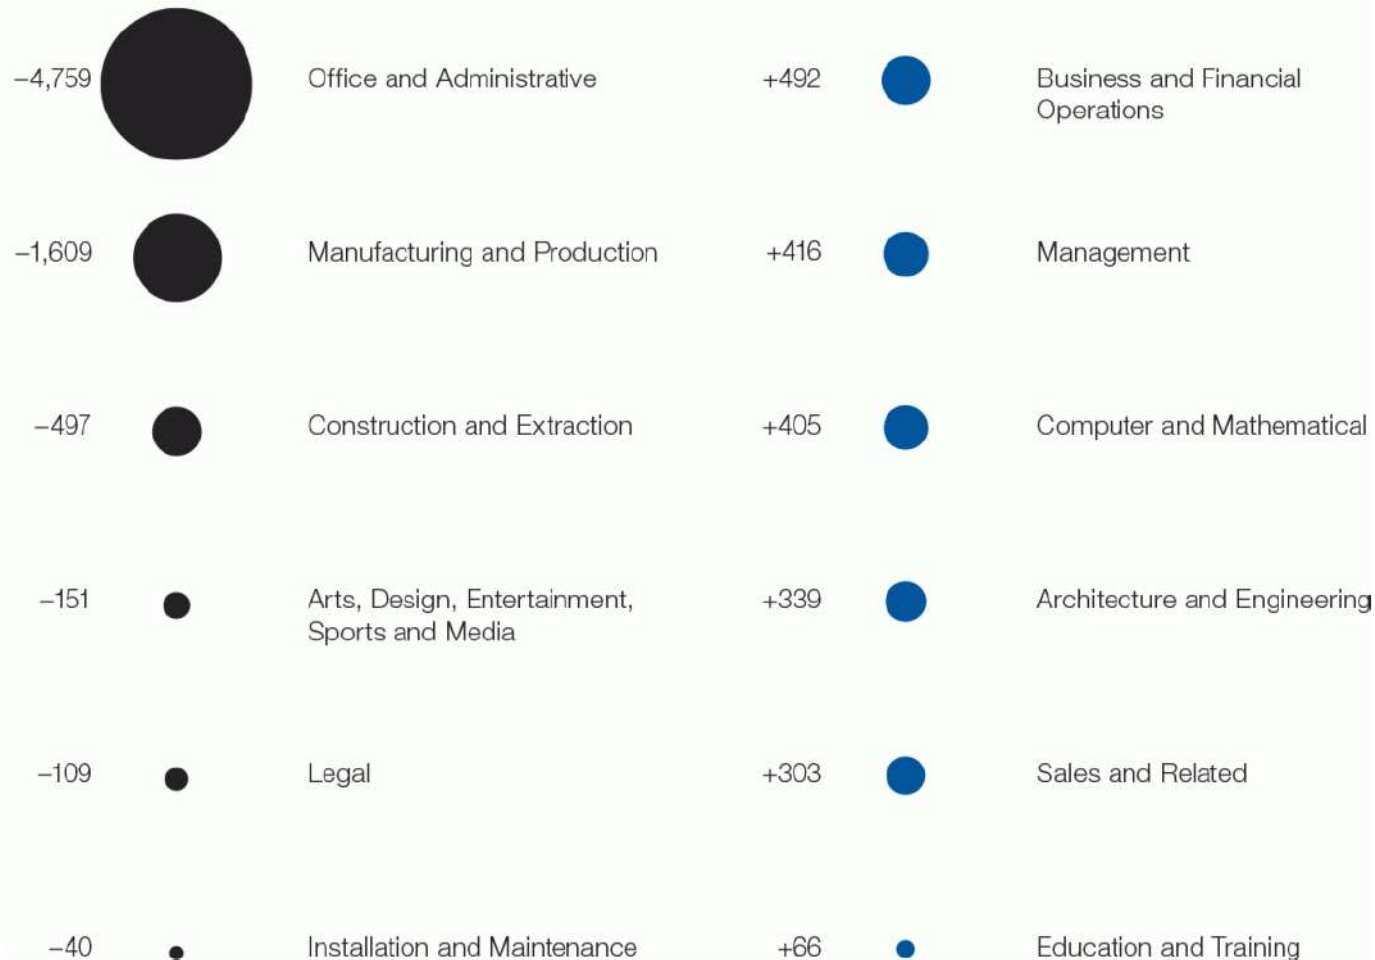 −4,759 Office and Administrative
+492 Business and Financial
Operations
−1,609 Manufacturing and Production
+416 Management
−497 Construction and Extraction
+405 Computer and Mathematical
−151 Arts, Design, Entertainment,
Sports and Media
+339 Architecture and Engineering
−109 Legal
+303 Sales and Related
−40 Installation and Maintenance
+66 Education and Training